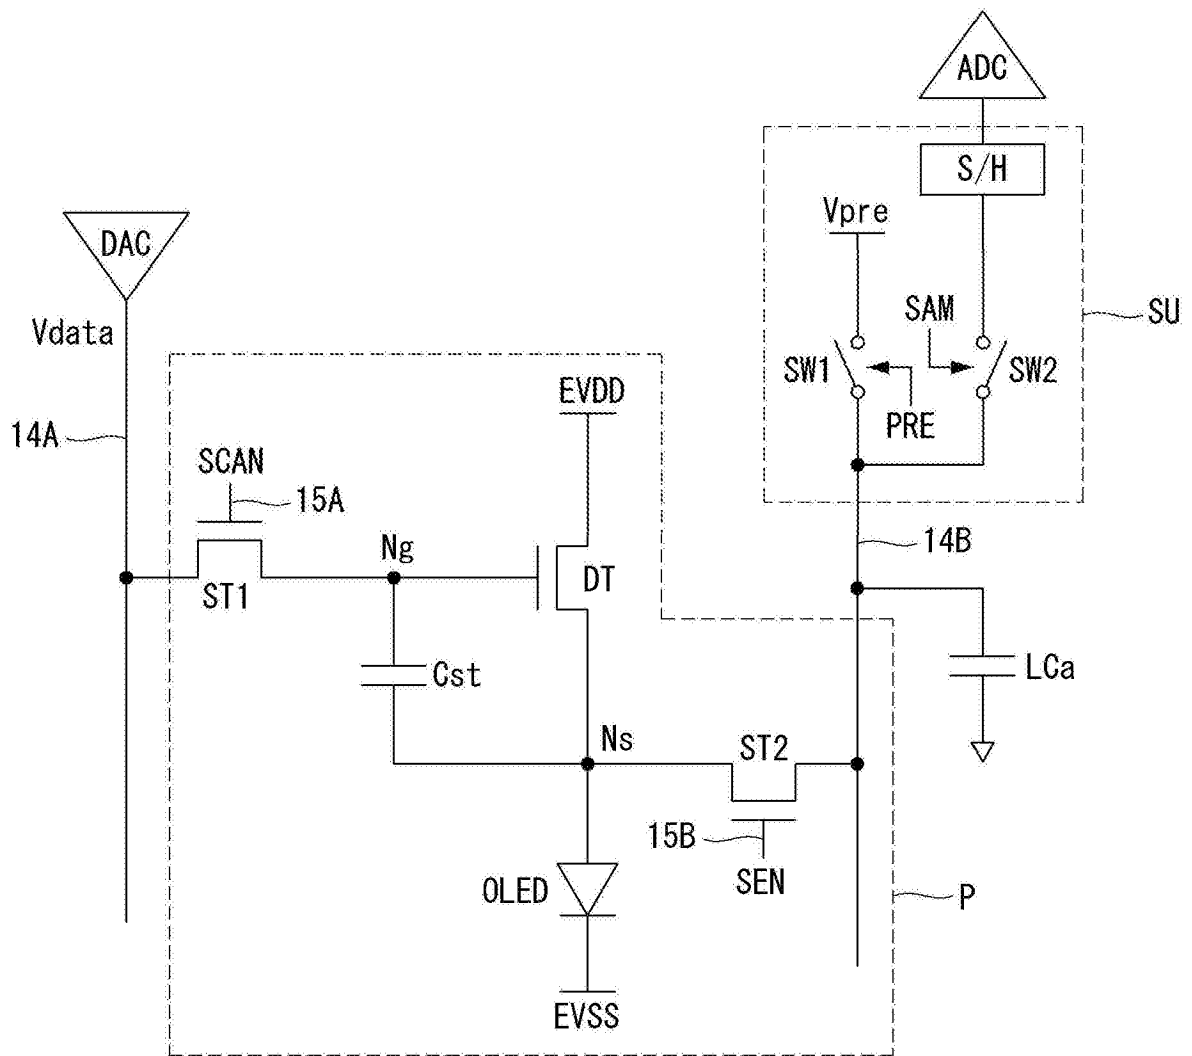 ADC
S/H
Vpre
DAC
SAM
SU
Vdata
SW1
SW2
EVDD
PRE
14A
SCAN
15A
14B
Ng
DT
ST1
LCa
Cst
Ns
ST2
15B
SEN
OLED
P
EVSS